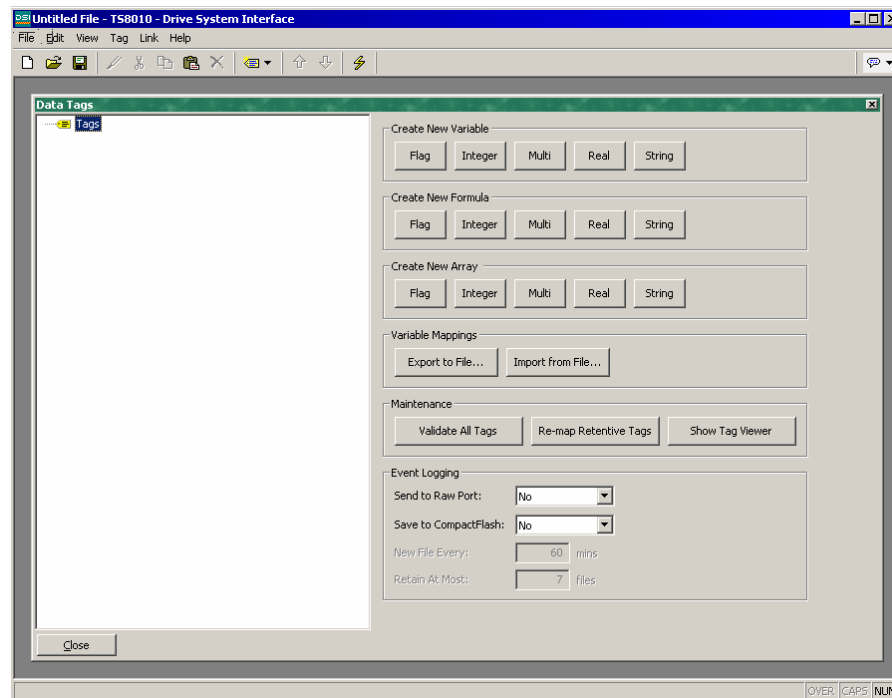 DSI Untitled File - TS8010 - Drive System Interface
File Edit View Tag Link Help
Data Tags
Tags
Create New Variable
Flag Integer Multi Real String
Create New Formula
Flag Integer Multi Real String
Create New Array
Flag Integer Multi Real String
Variable Mappings
Export to File... Import from File...
Maintenance
Validate All Tags Re-map Retentive Tags Show Tag Viewer
Event Logging
Send to Raw Port: No
Save to CompactFlash: No
New File Every: 60 mins
Retain At Most: 7 files
Close
OVER CAPS NUM